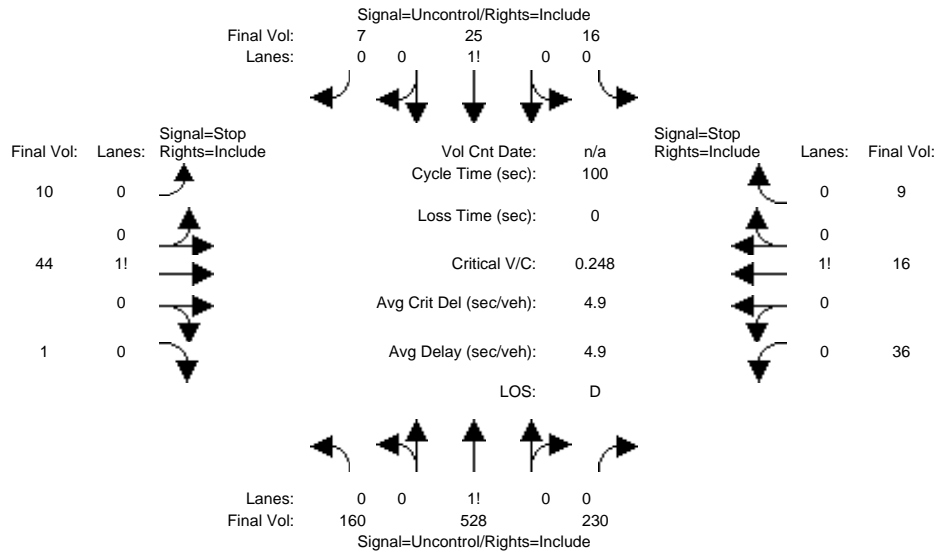 Signal=Uncontrol/Rights=Include
Final Vol: 7 25 16
Lanes: 0 0 1! 0 0
Signal=Stop
Final Vol: Lanes: Rights=Include
Vol Cnt Date: n/a
Signal=Stop
Rights=Include Lanes: Final Vol:
Cycle Time (sec): 100
10 0
0 9
Loss Time (sec): 0
0
0
44 1!
Critical V/C: 0.248
1! 16
0
Avg Crit Del (sec/veh): 4.9
0
1 0
Avg Delay (sec/veh): 4.9
0 36
LOS: D
Lanes: 0 0 1! 0 0
Final Vol: 160 528 230
Signal=Uncontrol/Rights=Include